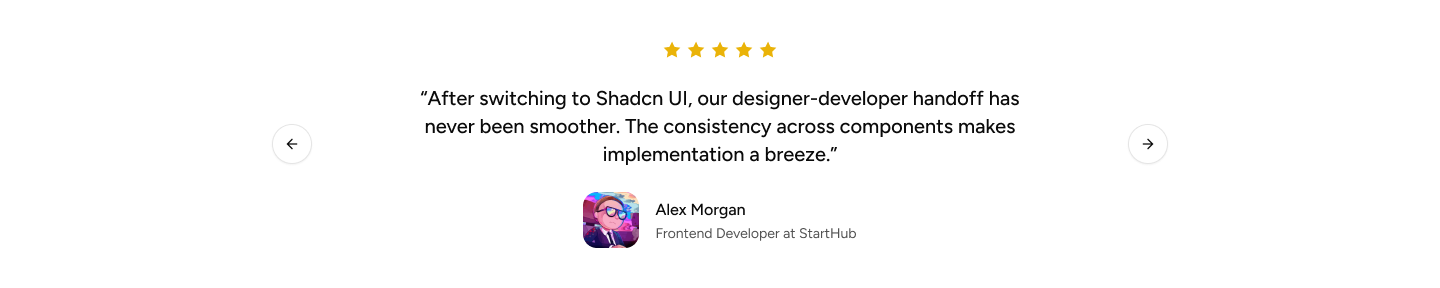 “After switching to Shadcn UI, our designer-developer handoff has
never been smoother. The consistency across components makes
implementation a breeze.”
Alex Morgan
Frontend Developer at StartHub